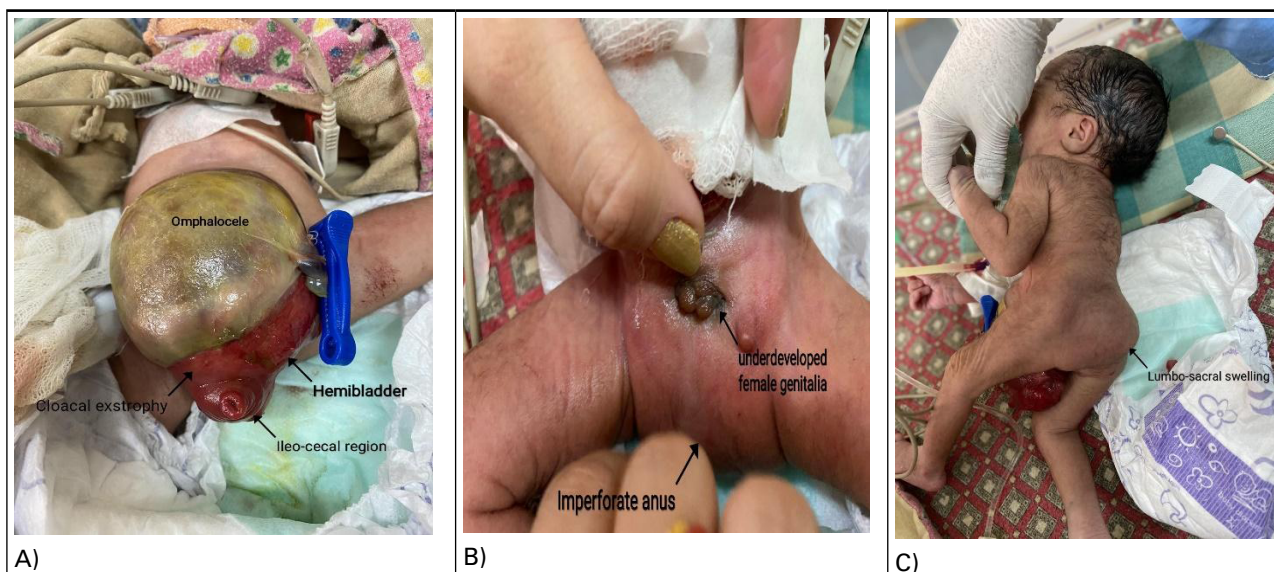 Omphalocele
Hemibladder
Cloacal exstrophy
Ileo-cecal region
A)
underdeveloped
female genitalia
Imperforate anus
B)
Lumbo-sacral swelling
C)